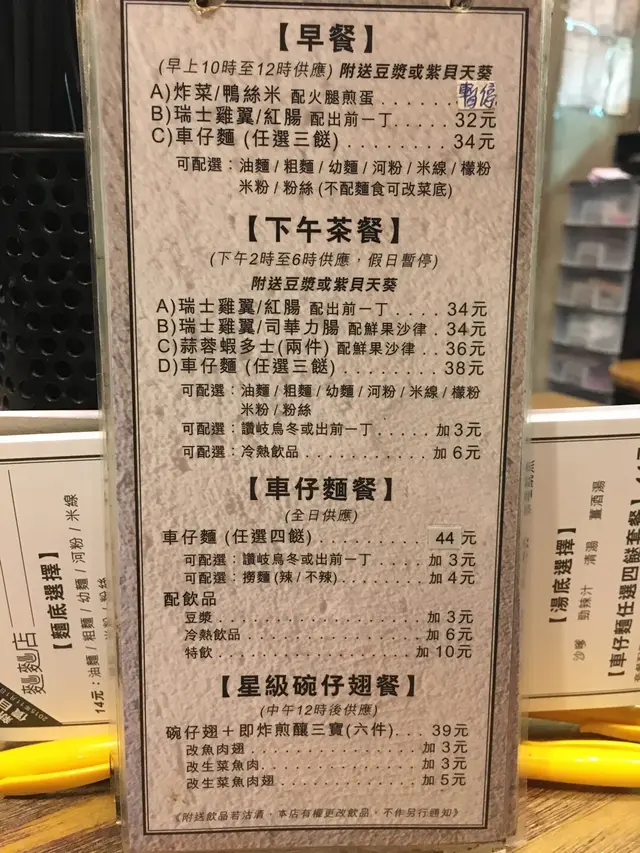 【早餐】
(早上10時至12時供應) 附送豆漿或紫貝天葵
A)炸菜/鴨絲米 配火腿煎蛋........暫停
B)瑞士雞翼/紅腸 配出前一丁.....32元
C)車仔麵 (任選三餸)............34元
可配選：油麵/粗麵/幼麵/河粉/米線/檬粉
米粉/粉絲 (不配麵食可改菜底)
【下午茶餐】
(下午2時至6時供應，假日暫停)
附送豆漿或紫貝天葵
A)瑞士雞翼/紅腸 配出前一丁.....34元
B)瑞士雞翼/司華力腸 配鮮果沙律.34元
C)蒜蓉蝦多士(兩件) 配鮮果沙律..36元
D)車仔麵 (任選三餸)............38元
可配選：油麵/粗麵/幼麵/河粉/米線/檬粉
米粉/粉絲
可配選：讚岐烏冬或出前一丁.....加3元
可配選：冷熱飲品...........加6元
【車仔麵餐】
(全日供應)
車仔麵 (任選四餸)............44元
可配選：讚岐烏冬或出前一丁.....加3元
可配選：撈麵(辣/不辣)........加4元
配飲品
豆漿.................加3元
冷熱飲品..............加6元
特飲.................加10元
【星級碗仔翅餐】
(中午12時後供應)
碗仔翅＋即炸煎釀三寶(六件)...39元
改魚肉翅..............加3元
改生菜魚肉.............加3元
改生菜魚肉翅............加5元
《附送飲品若沽清，本店有權更改飲品，不作另行通知》
麵麵店
【麵底選擇】
14元：油麵/粗麵/幼麵/河粉/米線
【湯底選擇】
沙嗲 勁辣汁 清湯 薑酒湯
【車仔麵任選四餸套餐】